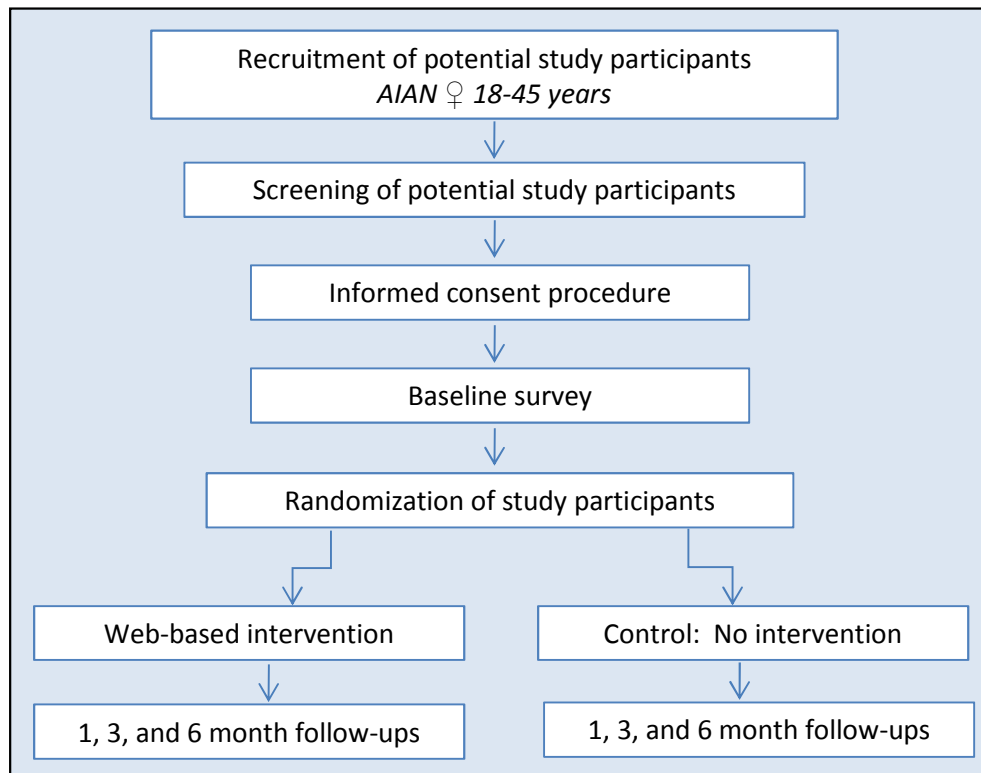 Recruitment of potential study participants
AIAN ♀ 18-45 years
Screening of potential study participants
Informed consent procedure
Baseline survey
Randomization of study participants
Web-based intervention
Control:  No intervention
1, 3, and 6 month follow-ups
1, 3, and 6 month follow-ups